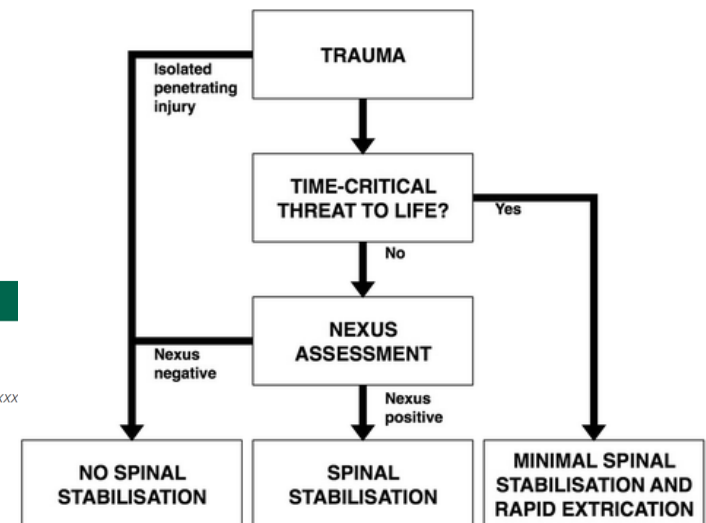 TRAUMA
Isolated
penetrating
injury
TIME-CRITICAL
THREAT TO LIFE?
Yes
No
NEXUS
ASSESSMENT
Nexus
negative
xxx
Nexus
positive
NO SPINAL
STABILISATION
SPINAL
STABILISATION
MINIMAL SPINAL
STABILISATION AND
RAPID EXTRICATION